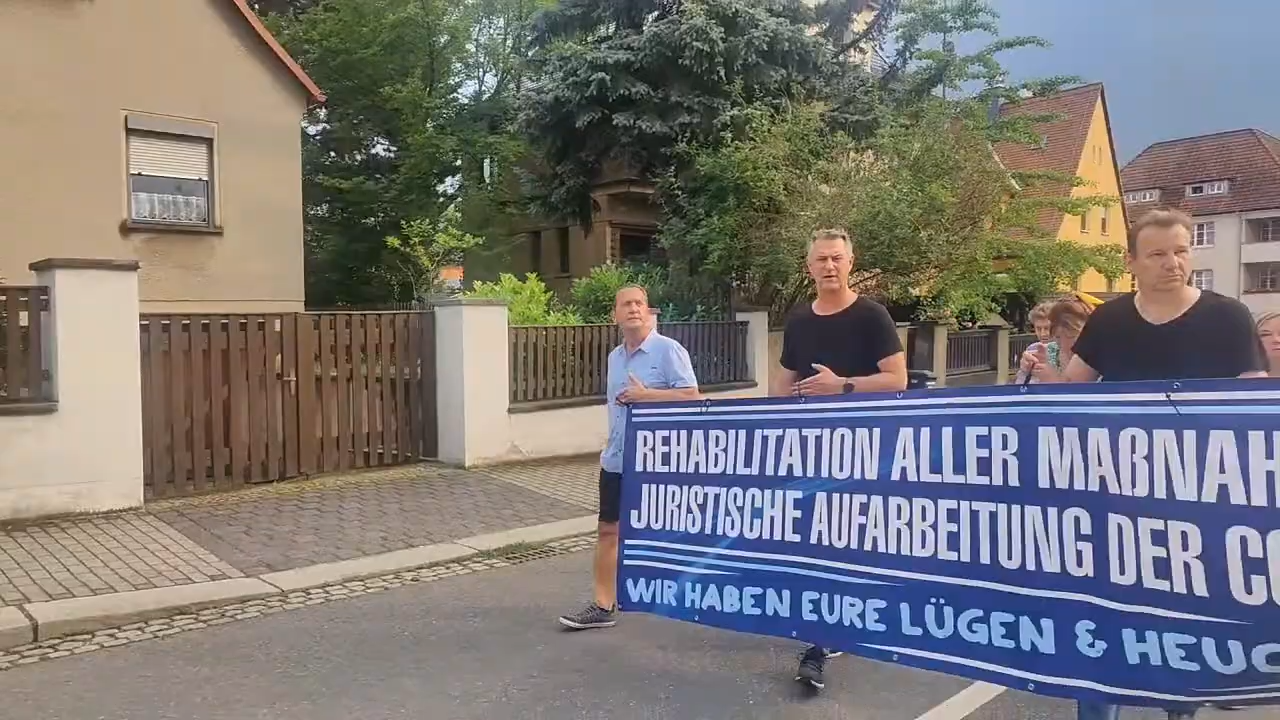 REHABILITATION ALLER MAßNAH
JURISTISCHE AUFARBEITUNG DER CO
WIR HABEN EURE LÜGEN & HEUC